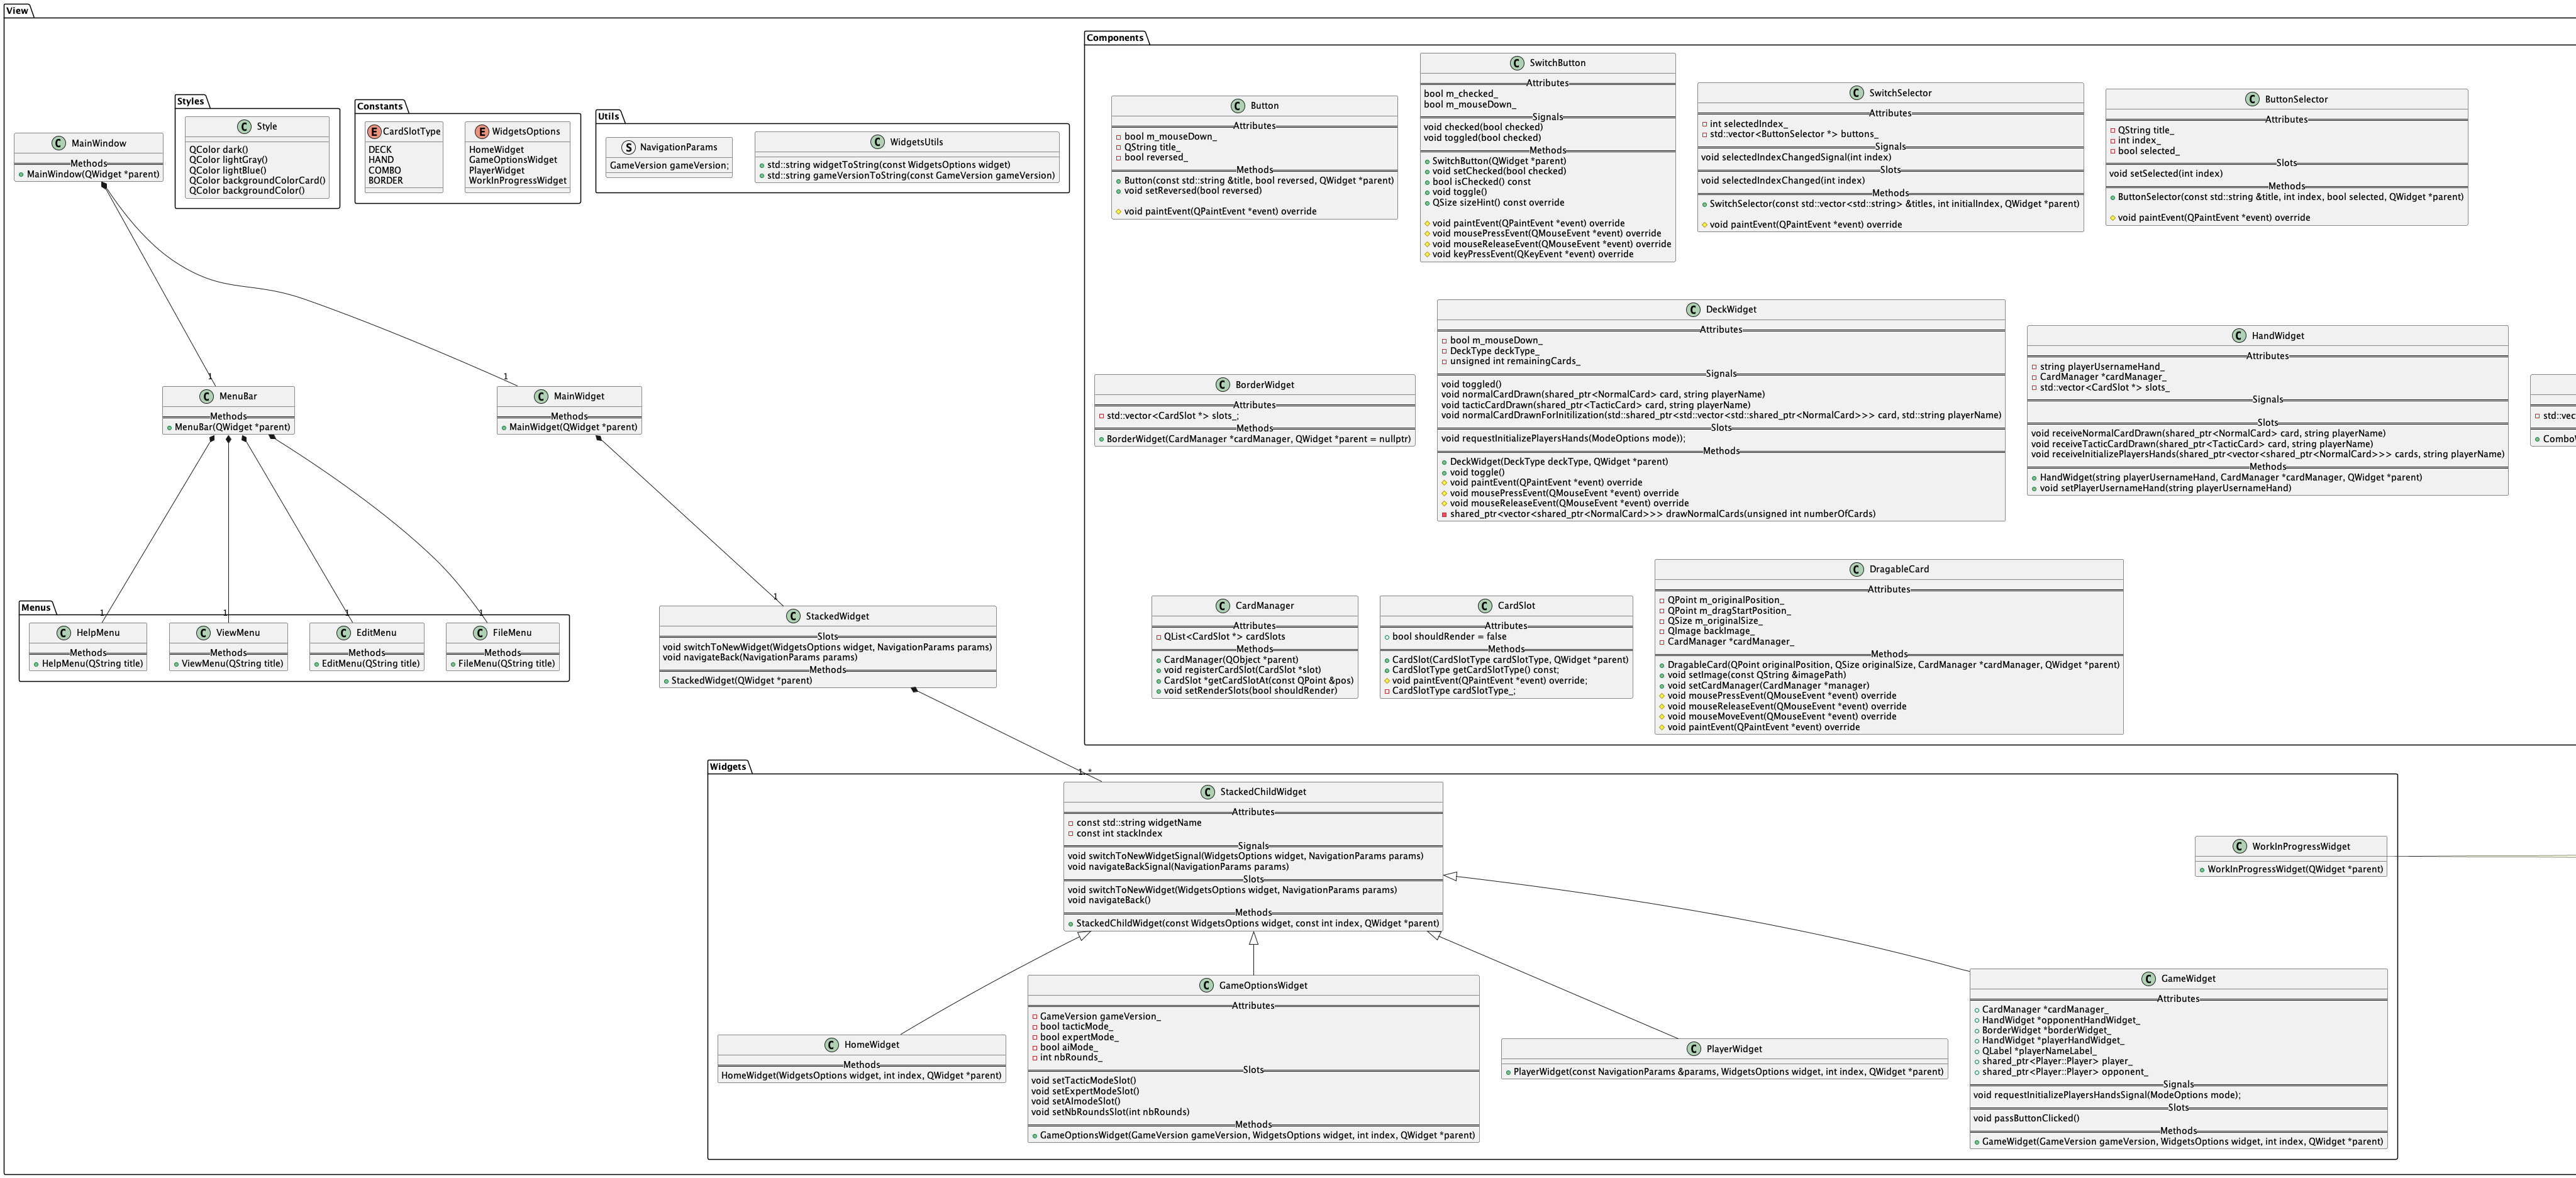 View
MainWindow
Methods
MainWindow(QWidget *parent)
Styles
Style
QColor dark()
QColor lightGray()
QColor lightBlue()
QColor backgroundColorCard()
QColor backgroundColor()
Constants
CardSlotType
DECK
HAND
COMBO
BORDER
WidgetsOptions
HomeWidget
GameOptionsWidget
PlayerWidget
WorkInProgressWidget
Utils
NavigationParams
GameVersion gameVersion;
WidgetsUtils
std::string widgetToString(const WidgetsOptions widget)
std::string gameVersionToString(const GameVersion gameVersion)
Components
Button
Attributes
bool m_mouseDown_
QString title_
bool reversed_
Methods
Button(const std::string &title, bool reversed, QWidget *parent)
void setReversed(bool reversed)
void paintEvent(QPaintEvent *event) override
SwitchButton
Attributes
bool m_checked_
bool m_mouseDown_
Signals
void checked(bool checked)
void toggled(bool checked)
Methods
SwitchButton(QWidget *parent)
void setChecked(bool checked)
bool isChecked() const
void toggle()
QSize sizeHint() const override
void paintEvent(QPaintEvent *event) override
void mousePressEvent(QMouseEvent *event) override
void mouseReleaseEvent(QMouseEvent *event) override
void keyPressEvent(QKeyEvent *event) override
SwitchSelector
Attributes
int selectedIndex_
std::vector<ButtonSelector *> buttons_
Signals
void selectedIndexChangedSignal(int index)
Slots
void selectedIndexChanged(int index)
Methods
SwitchSelector(const std::vector<std::string> &titles, int initialIndex, QWidget *parent)
void paintEvent(QPaintEvent *event) override
ButtonSelector
Attributes
QString title_
int index_
bool selected_
Slots
void setSelected(int index)
Methods
ButtonSelector(const std::string &title, int index, bool selected, QWidget *parent)
void paintEvent(QPaintEvent *event) override
BorderWidget
Attributes
std::vector<CardSlot *> slots_;
Methods
BorderWidget(CardManager *cardManager, QWidget *parent = nullptr)
DeckWidget
Attributes
bool m_mouseDown_
DeckType deckType_
unsigned int remainingCards_
Signals
void toggled()
void normalCardDrawn(shared_ptr<NormalCard> card, string playerName)
void tacticCardDrawn(shared_ptr<TacticCard> card, string playerName)
void normalCardDrawnForInitilization(std::shared_ptr<std::vector<std::shared_ptr<NormalCard>>> card, std::string playerName)
Slots
void requestInitializePlayersHands(ModeOptions mode));
Methods
DeckWidget(DeckType deckType, QWidget *parent)
void toggle()
void paintEvent(QPaintEvent *event) override
void mousePressEvent(QMouseEvent *event) override
void mouseReleaseEvent(QMouseEvent *event) override
shared_ptr<vector<shared_ptr<NormalCard>>> drawNormalCards(unsigned int numberOfCards)
HandWidget
Attributes
string playerUsernameHand_
CardManager *cardManager_
std::vector<CardSlot *> slots_
Signals
Slots
void receiveNormalCardDrawn(shared_ptr<NormalCard> card, string playerName)
void receiveTacticCardDrawn(shared_ptr<TacticCard> card, string playerName)
void receiveInitializePlayersHands(shared_ptr<vector<shared_ptr<NormalCard>>> cards, string playerName)
Methods
HandWidget(string playerUsernameHand, CardManager *cardManager, QWidget *parent)
void setPlayerUsernameHand(string playerUsernameHand)
std::vec
Combo
CardManager
Attributes
QList<CardSlot *> cardSlots
Methods
CardManager(QObject *parent)
void registerCardSlot(CardSlot *slot)
CardSlot *getCardSlotAt(const QPoint &pos)
void setRenderSlots(bool shouldRender)
CardSlot
Attributes
bool shouldRender = false
Methods
CardSlot(CardSlotType cardSlotType, QWidget *parent)
CardSlotType getCardSlotType() const;
void paintEvent(QPaintEvent *event) override;
CardSlotType cardSlotType_;
DragableCard
Attributes
QPoint m_originalPosition_
QPoint m_dragStartPosition_
QSize m_originalSize_
QImage backImage_
CardManager *cardManager_
Methods
DragableCard(QPoint originalPosition, QSize originalSize, CardManager *cardManager, QWidget *parent)
void setImage(const QString &imagePath)
void setCardManager(CardManager *manager)
void mousePressEvent(QMouseEvent *event) override
void mouseReleaseEvent(QMouseEvent *event) override
void mouseMoveEvent(QMouseEvent *event) override
void paintEvent(QPaintEvent *event) override
1
1
MenuBar
Methods
MenuBar(QWidget *parent)
MainWidget
Methods
MainWidget(QWidget *parent)
Menus
1
1
1
1
HelpMenu
Methods
HelpMenu(QString title)
ViewMenu
Methods
ViewMenu(QString title)
EditMenu
Methods
EditMenu(QString title)
FileMenu
Methods
FileMenu(QString title)
1
StackedWidget
Slots
void switchToNewWidget(WidgetsOptions widget, NavigationParams params)
void navigateBack(NavigationParams params)
Methods
StackedWidget(QWidget *parent)
Widgets
1..*
StackedChildWidget
Attributes
const std::string widgetName
const int stackIndex
Signals
void switchToNewWidgetSignal(WidgetsOptions widget, NavigationParams params)
void navigateBackSignal(NavigationParams params)
Slots
void switchToNewWidget(WidgetsOptions widget, NavigationParams params)
void navigateBack()
Methods
StackedChildWidget(const WidgetsOptions widget, const int index, QWidget *parent)
WorkInProgressWidget
WorkInProgressWidget(QWidget *parent)
HomeWidget
Methods
HomeWidget(WidgetsOptions widget, int index, QWidget *parent)
GameOptionsWidget
Attributes
GameVersion gameVersion_
bool tacticMode_
bool expertMode_
bool aiMode_
int nbRounds_
Slots
void setTacticModeSlot()
void setExpertModeSlot()
void setAImodeSlot()
void setNbRoundsSlot(int nbRounds)
Methods
GameOptionsWidget(GameVersion gameVersion, WidgetsOptions widget, int index, QWidget *parent)
PlayerWidget
PlayerWidget(const NavigationParams &params, WidgetsOptions widget, int index, QWidget *parent)
GameWidget
Attributes
CardManager *cardManager_
HandWidget *opponentHandWidget_
BorderWidget *borderWidget_
HandWidget *playerHandWidget_
QLabel *playerNameLabel_
shared_ptr<Player::Player> player_
shared_ptr<Player::Player> opponent_
Signals
void requestInitializePlayersHandsSignal(ModeOptions mode);
Slots
void passButtonClicked()
Methods
GameWidget(GameVersion gameVersion, WidgetsOptions widget, int index, QWidget *parent)